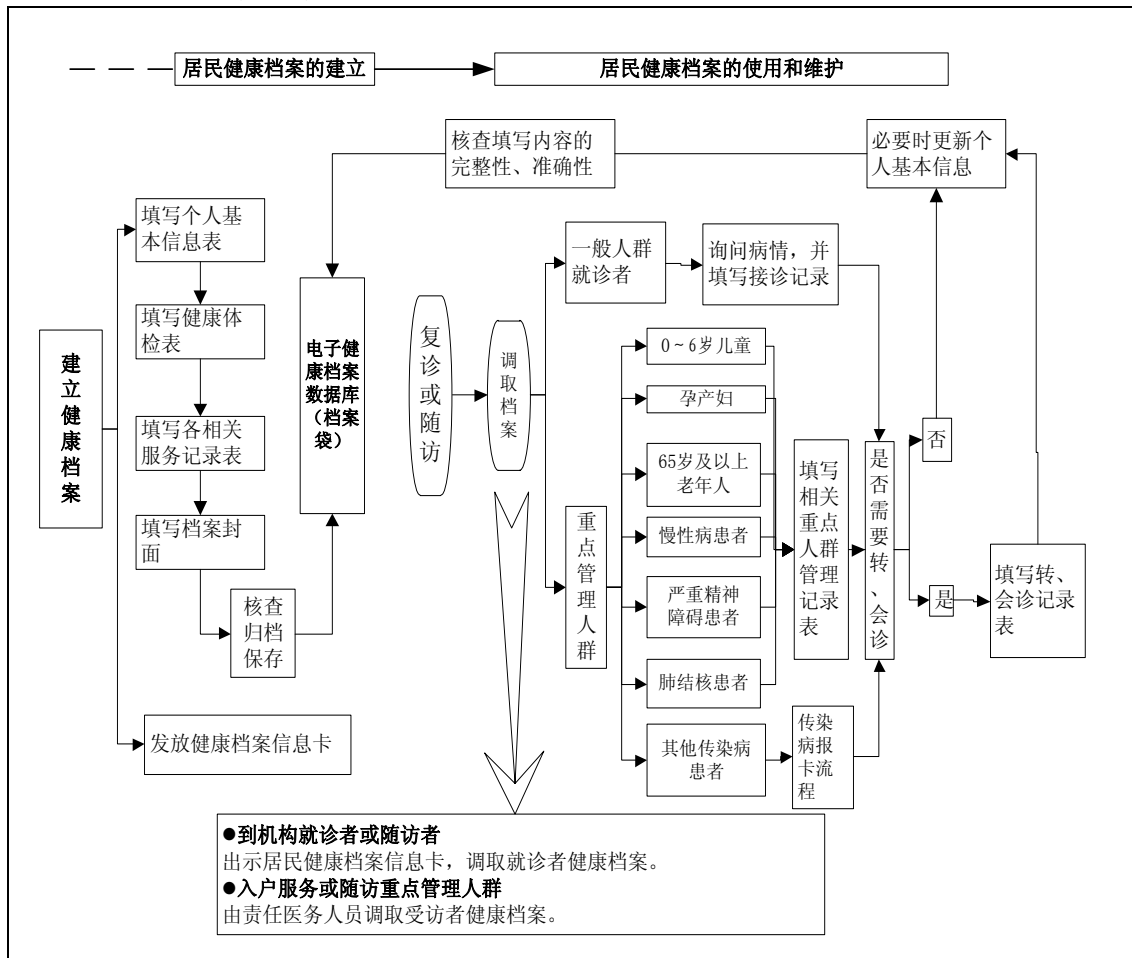 居民健康档案的建立
居民健康档案的使用和维护
核查填写内容的
完整性、准确性
必要时更新个
人基本信息
建立健康档案
填写个人基
本信息表
填写健康体
检表
填写各相关
服务记录表
填写档案封
面
核查
归档
保存
发放健康档案信息卡
电子健
康档案
数据库
（档案
袋）
复诊或随访
调取档案
一般人群
就诊者
询问病情，并
填写接诊记录
重点管理人群
0～6岁儿童
孕产妇
65岁及以上
老年人
慢性病患者
严重精神
障碍患者
肺结核患者
其他传染病
患者
填写
相关
重点
人群
管理
记录
表
传染
病报
卡流
程
是否需要转、会诊
否
是
填写转、
会诊记录
表
●到机构就诊者或随访者
出示居民健康档案信息卡，调取就诊者健康档案。
●入户服务或随访重点管理人群
由责任医务人员调取受访者健康档案。